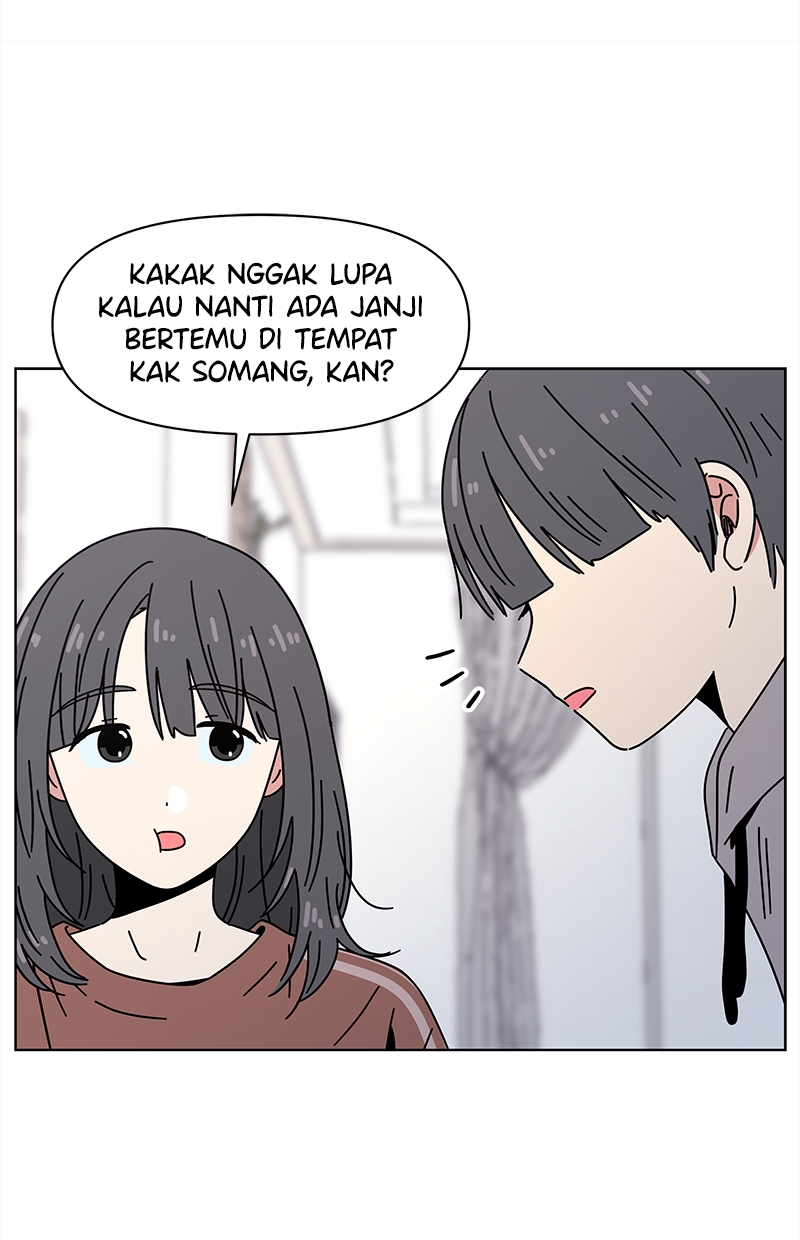 KAKAK NGGAK LUPA
KALAU NANTI ADA JANJI
BERTEMU DI TEMPAT
KAK SOMANG, KAN?